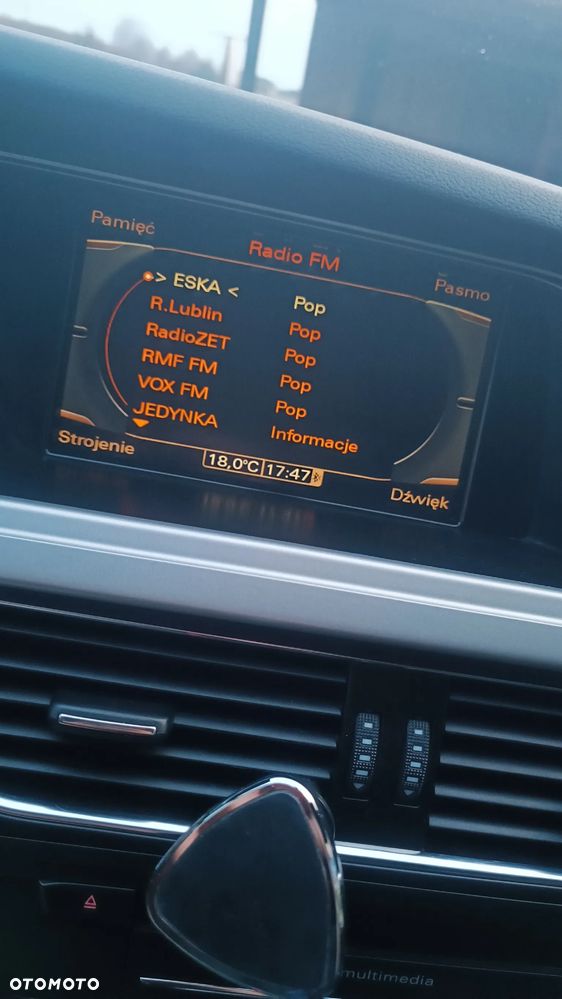 Pamięć
Radio FM
Pasmo
> ESKA < Pop
R.Lublin Pop
RadioZET Pop
RMF FM Pop
VOX FM Pop
JEDYNKA Informacje
Strojenie
18,0°C 17:47
Dźwięk
multimedia
OTOMOTO